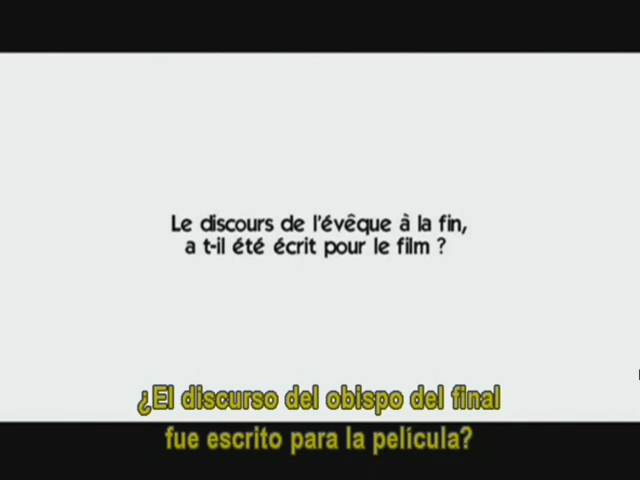 Le discours de l'évêque à la fin,
a t-il été écrit pour le film ?
¿El discurso del obispo del final
fue escrito para la película?